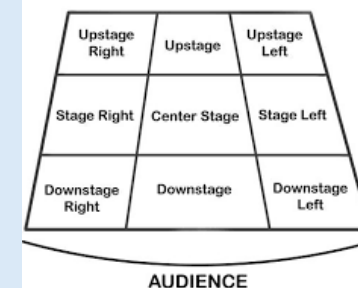 Upstage
Right
Upstage
Upstage
Left
Stage Right
Center Stage
Stage Left
Downstage
Right
Downstage
Downstage
Left
AUDIENCE